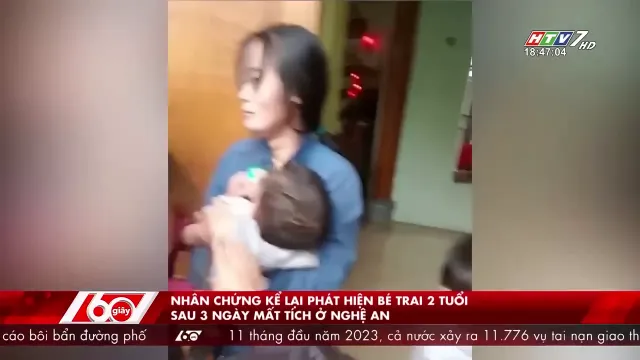 HTV7 HD
18:47:04
60 giây
NHÂN CHỨNG KỂ LẠI PHÁT HIỆN BÉ TRAI 2 TUỔI
SAU 3 NGÀY MẤT TÍCH Ở NGHỆ AN
cáo bôi bẩn đường phố 11 tháng đầu năm 2023, cả nước xảy ra 11.776 vụ tai nạn giao th